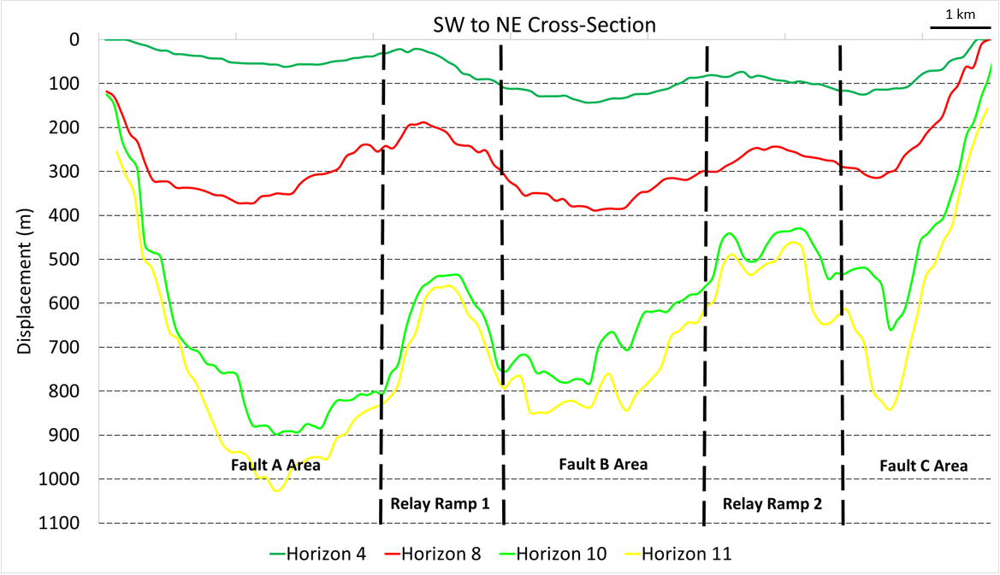 SW to NE Cross-Section
1 km
0
100
200
300
400
500
600
700
800
900
1000
1100
Displacement (m)
Fault A Area
Fault B Area
Fault C Area
Relay Ramp 1
Relay Ramp 2
Horizon 4
Horizon 8
Horizon 10
Horizon 11